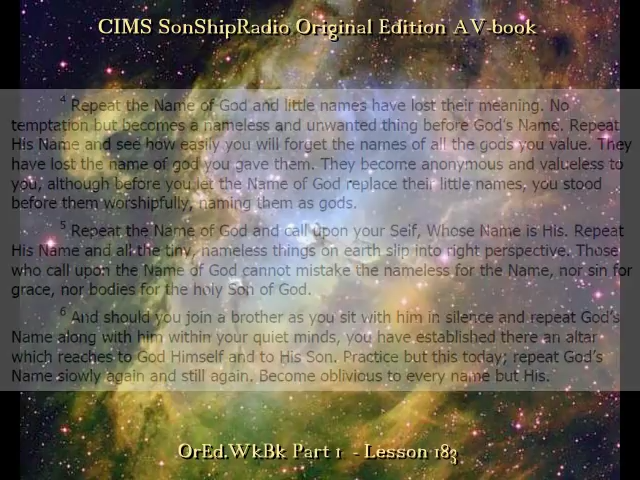 CIMS SonShipRadio Original Edition AV-book
4 Repeat the Name of God and little names have lost their meaning. No
temptation but becomes a nameless and unwanted thing before God's Name. Repeat
His Name and see how easily you will forget the names of all the gods you value. They
have lost the name of god you gave them. They become anonymous and valueless to
you, although before you let the Name of God replace their little names, you stood
before them worshipfully, naming them as gods.
5 Repeat the Name of God and call upon your Self, Whose Name is His. Repeat
His Name and all the tiny, nameless things on earth slip into right perspective. Those
who call upon the Name of God cannot mistake the nameless for the Name, nor sin for
grace, nor bodies for the holy Son of God.
6 And should you join a brother as you sit with him in silence and repeat God's
Name along with him within your quiet minds, you have established there an altar
which reaches to God Himself and to His Son. Practice but this today; repeat God's
Name slowly again and still again. Become oblivious to every name but His.
OrEd.WkBk Part 1 - Lesson 183